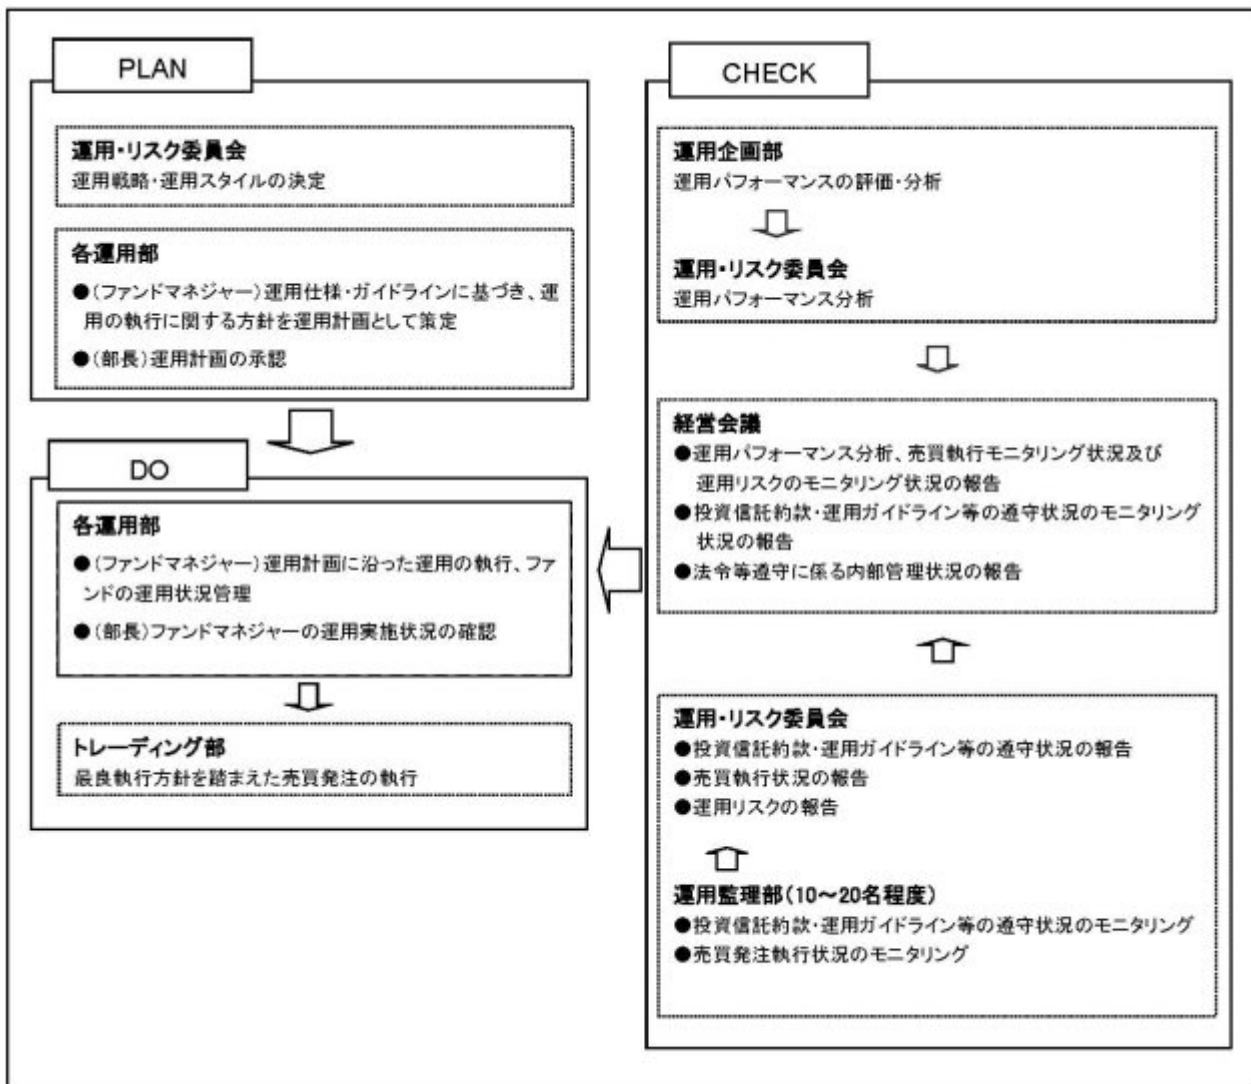 PLAN
運用・リスク委員会
運用戦略・運用スタイルの決定
各運用部
●(ファンドマネジャー)運用仕様・ガイドラインに基づき、運
用の執行に関する方針を運用計画として策定
●(部長)運用計画の承認
DO
各運用部
●(ファンドマネジャー)運用計画に沿った運用の執行、ファ
ンドの運用状況管理
●(部長)ファンドマネジャーの運用実施状況の確認
トレーディング部
最良執行方針を踏まえた売買発注の執行
CHECK
運用企画部
運用パフォーマンスの評価・分析
運用・リスク委員会
運用パフォーマンス分析
経営会議
●運用パフォーマンス分析、売買執行モニタリング状況及び
運用リスクのモニタリング状況の報告
●投資信託約款・運用ガイドライン等の遵守状況のモニタリング
状況の報告
●法令等遵守に係る内部管理状況の報告
運用・リスク委員会
●投資信託約款・運用ガイドライン等の遵守状況の報告
●売買執行状況の報告
●運用リスクの報告
運用監理部(10~20名程度)
●投資信託約款・運用ガイドライン等の遵守状況のモニタリング
●売買発注執行状況のモニタリング